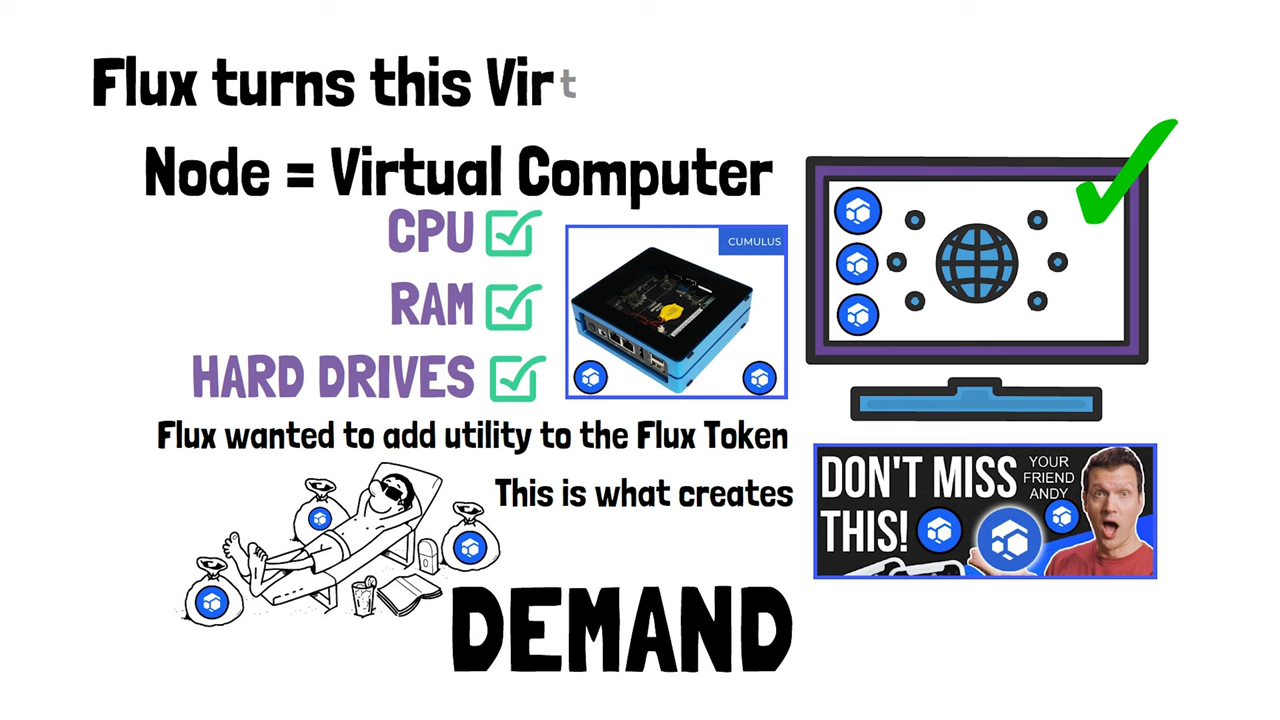 Flux turns this Virt
Node = Virtual Computer
CPU
RAM
HARD DRIVES
CUMULUS
Flux wanted to add utility to the Flux Token
This is what creates
DEMAND
DON'T MISS
THIS!
YOUR
FRIEND
ANDY